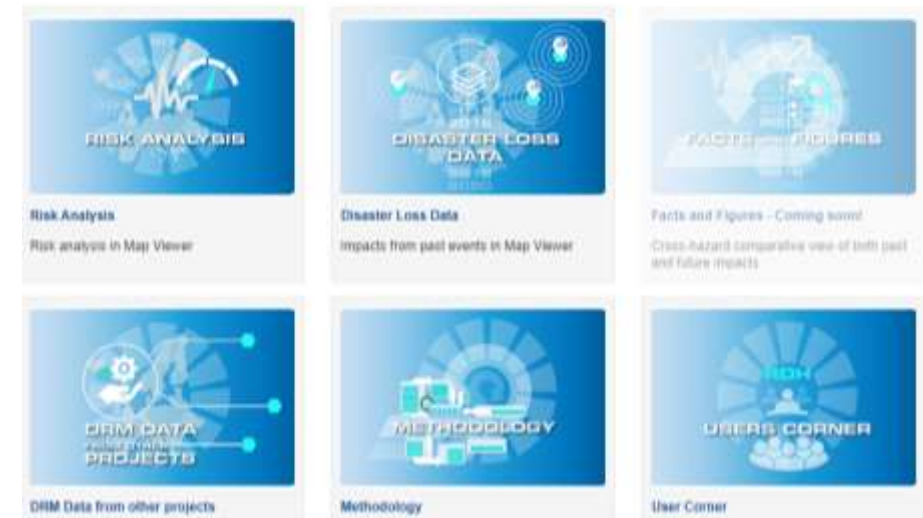 RISK ANALYSIS
Risk Analysis
Risk analysis in Map Viewer
DISASTER LOSS
DATA
Disaster Loss Data
Impacts from past events in Map Viewer
FACTS FIGURES
Facts and Figures - Coming soon!
Cross-hazard comparative view of both past
and future impacts
DRM DATA
FROM OTHER
PROJECTS
DRM Data from other projects
METHODOLOGY
Methodology
RDH
USERS CORNER
User Corner